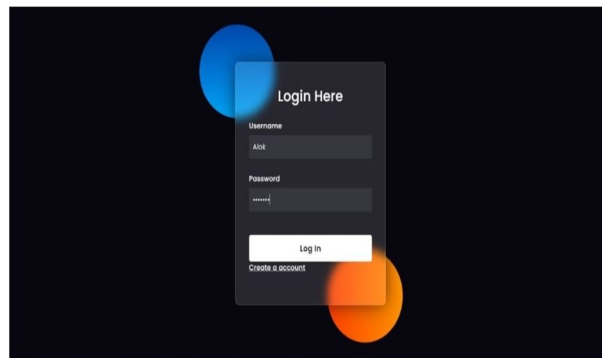 Login Here
Username
Alok
Password
•••••••
Log In
Create a account